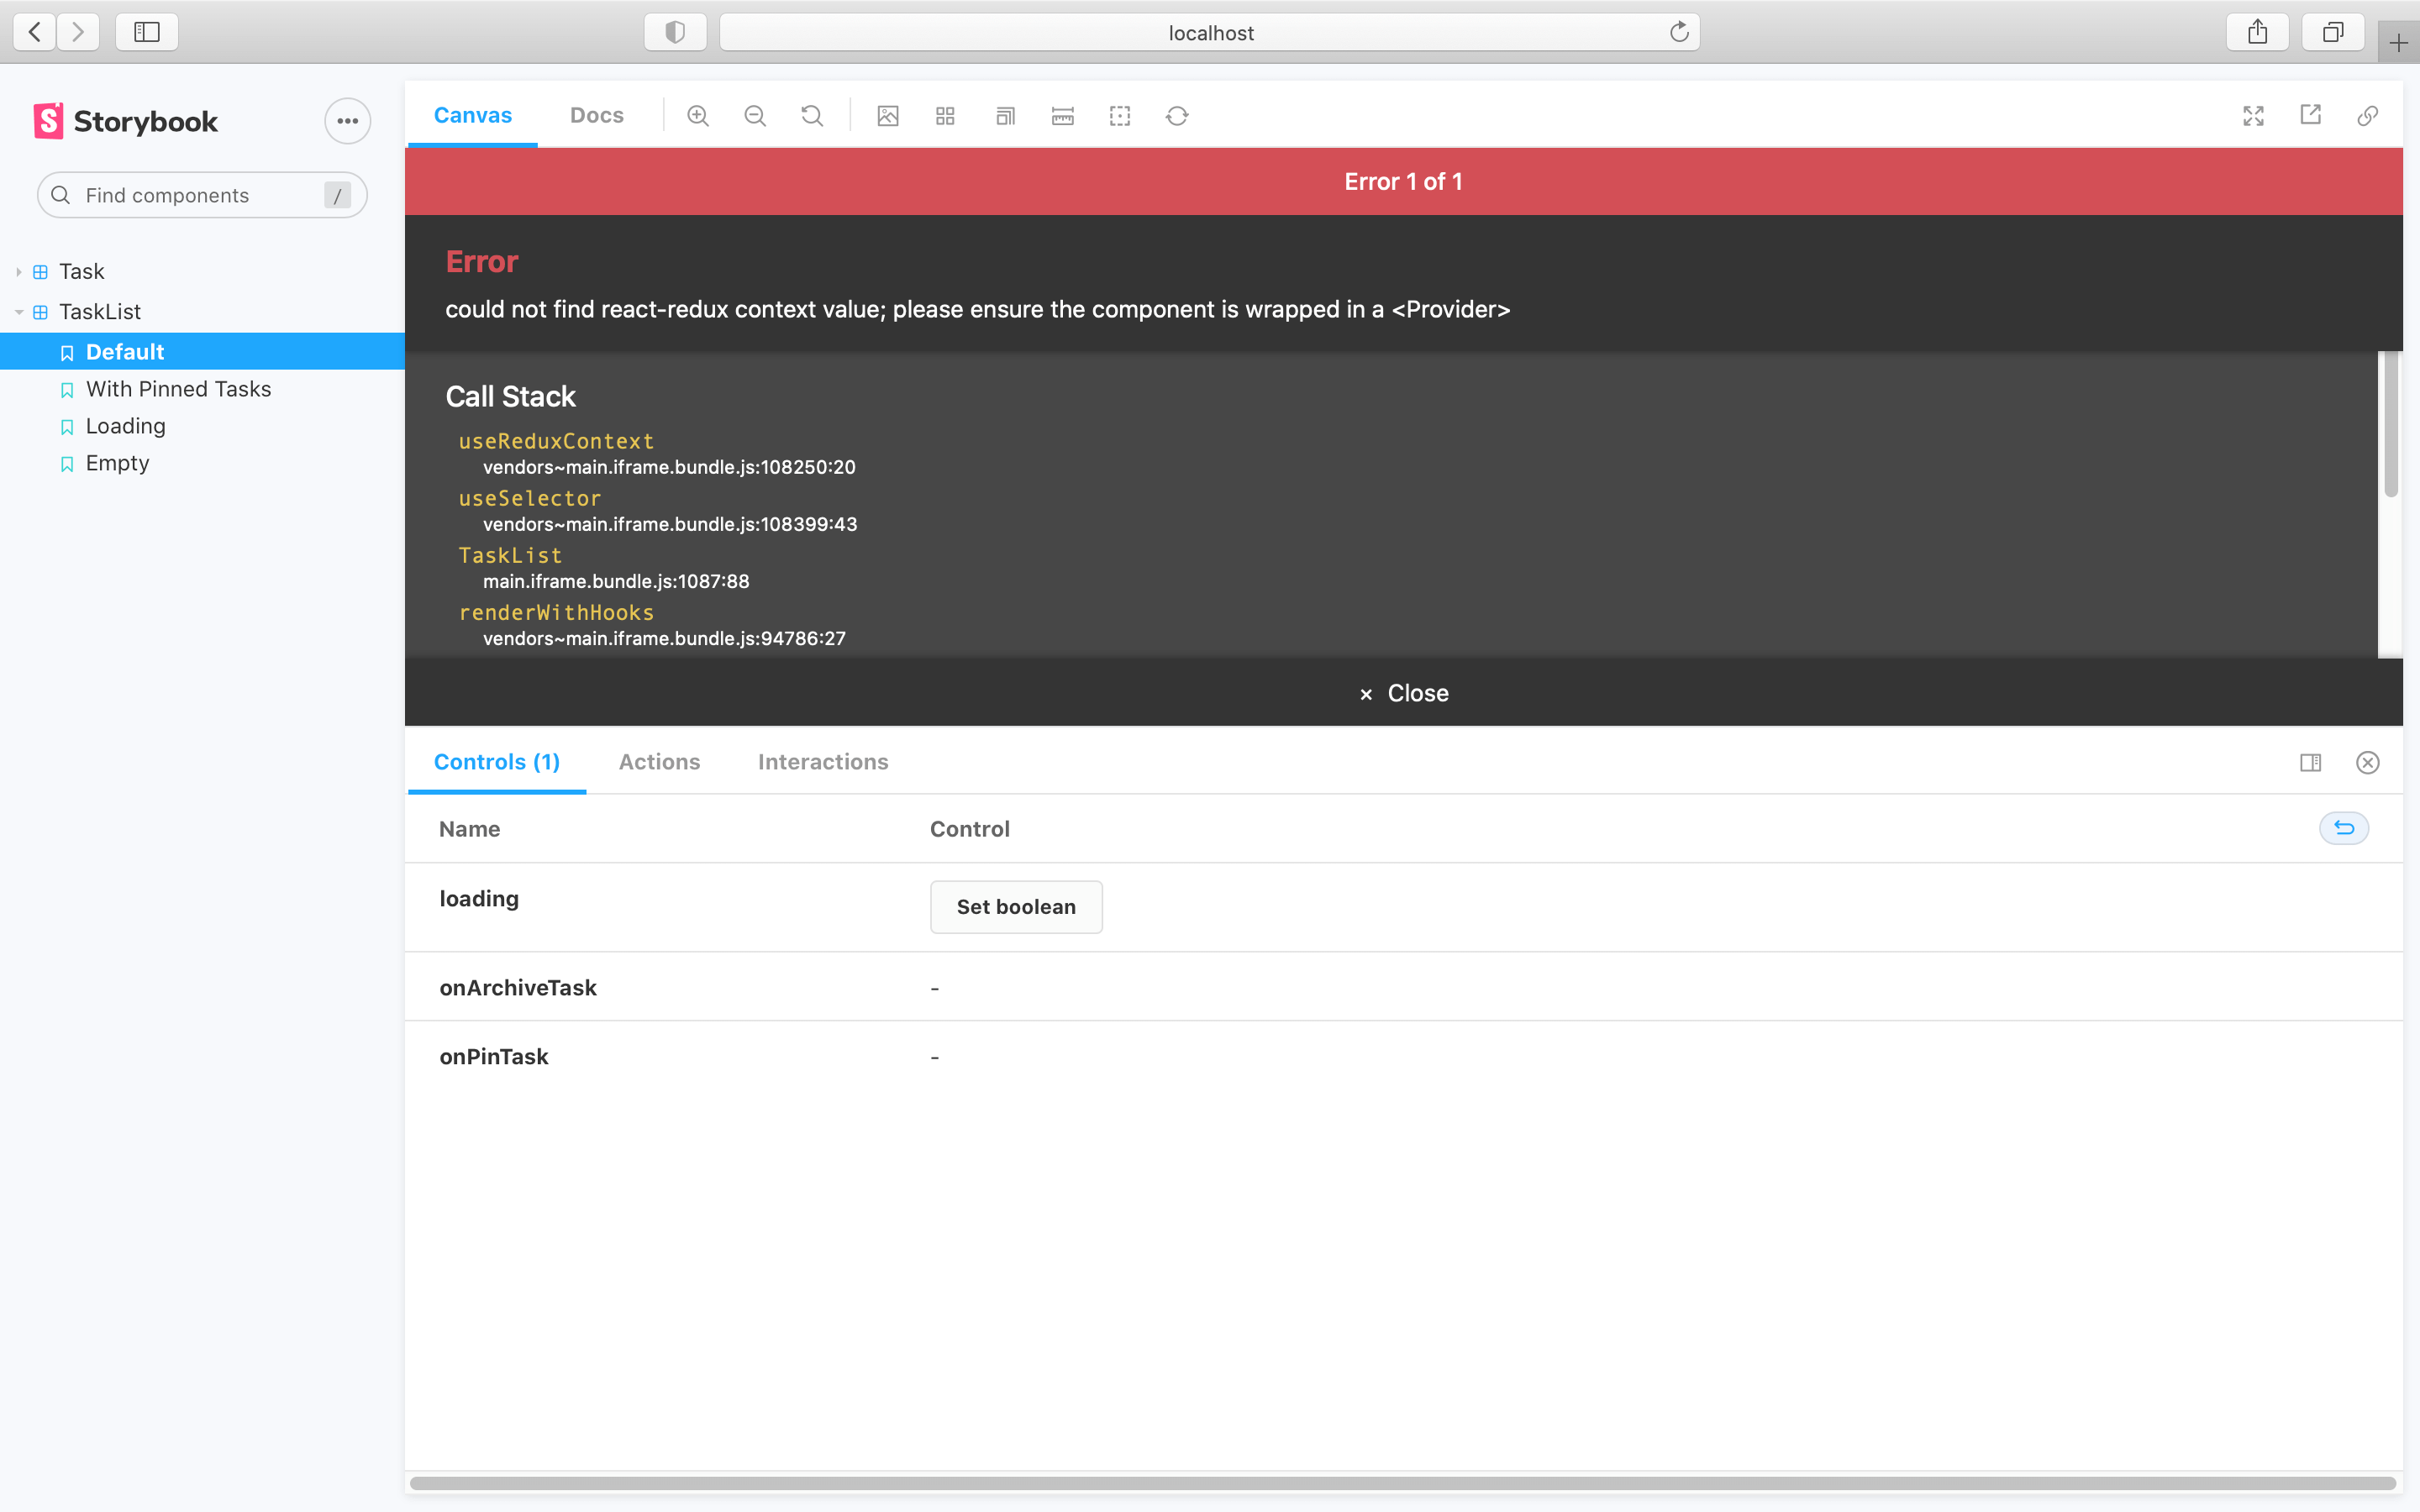 localhost
Storybook
Find components
/
Task
TaskList
Default
With Pinned Tasks
Loading
Empty
Canvas
Docs
Error 1 of 1
Error
could not find react-redux context value; please ensure the component is wrapped in a <Provider>
Call Stack
useReduxContext
vendors~main.iframe.bundle.js:108250:20
useSelector
vendors~main.iframe.bundle.js:108399:43
TaskList
main.iframe.bundle.js:1087:88
renderWithHooks
vendors~main.iframe.bundle.js:94786:27
× Close
Controls (1) Actions Interactions
Name Control
loading Set boolean
onArchiveTask -
onPinTask -